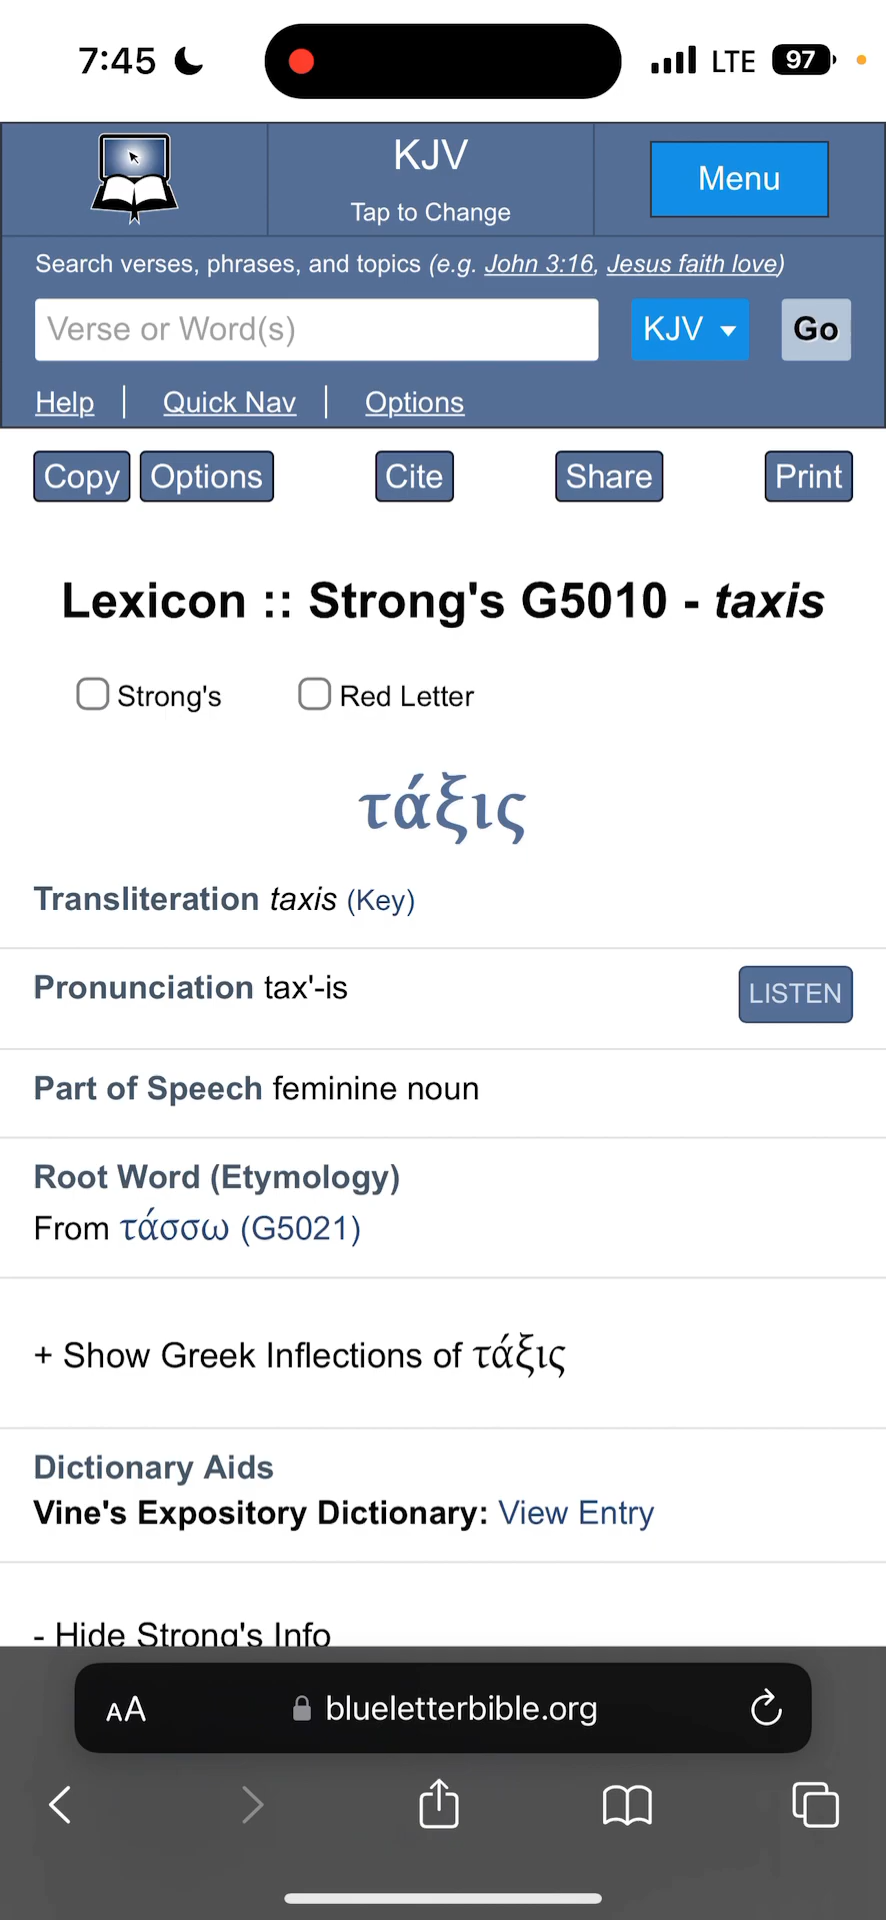 7:45 LTE 97
KJV
Tap to Change
Menu
Search verses, phrases, and topics (e.g. John 3:16, Jesus faith love)
Verse or Word(s) KJV Go
Help | Quick Nav | Options
Copy Options Cite Share Print
Lexicon :: Strong's G5010 - taxis
Strong's Red Letter
τάξις
Transliteration taxis (Key)
Pronunciation tax'-is LISTEN
Part of Speech feminine noun
Root Word (Etymology)
From τάσσω (G5021)
+ Show Greek Inflections of τάξις
Dictionary Aids
Vine's Expository Dictionary: View Entry
- Hide Strong's Info
AA blueletterbible.org